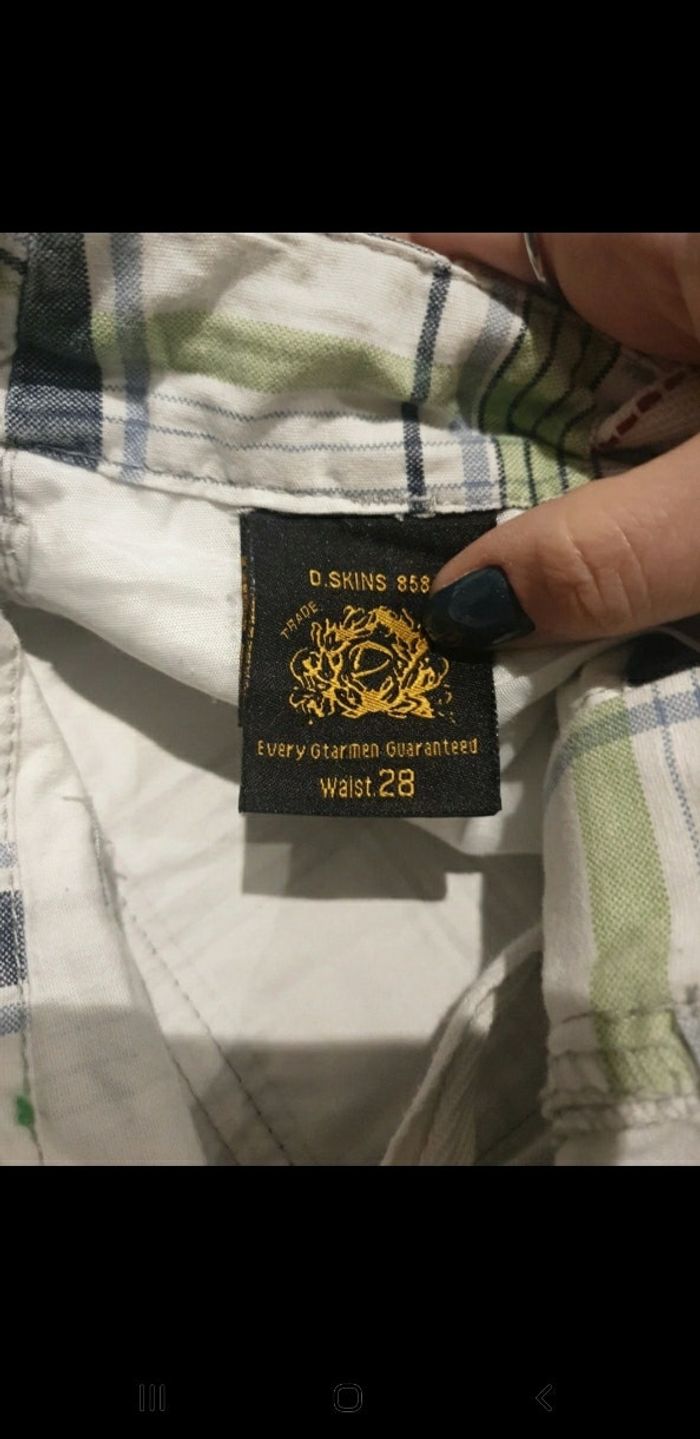 D.SKINS 858
TRADE
Every Gtarmen Guaranteed
Waist.28